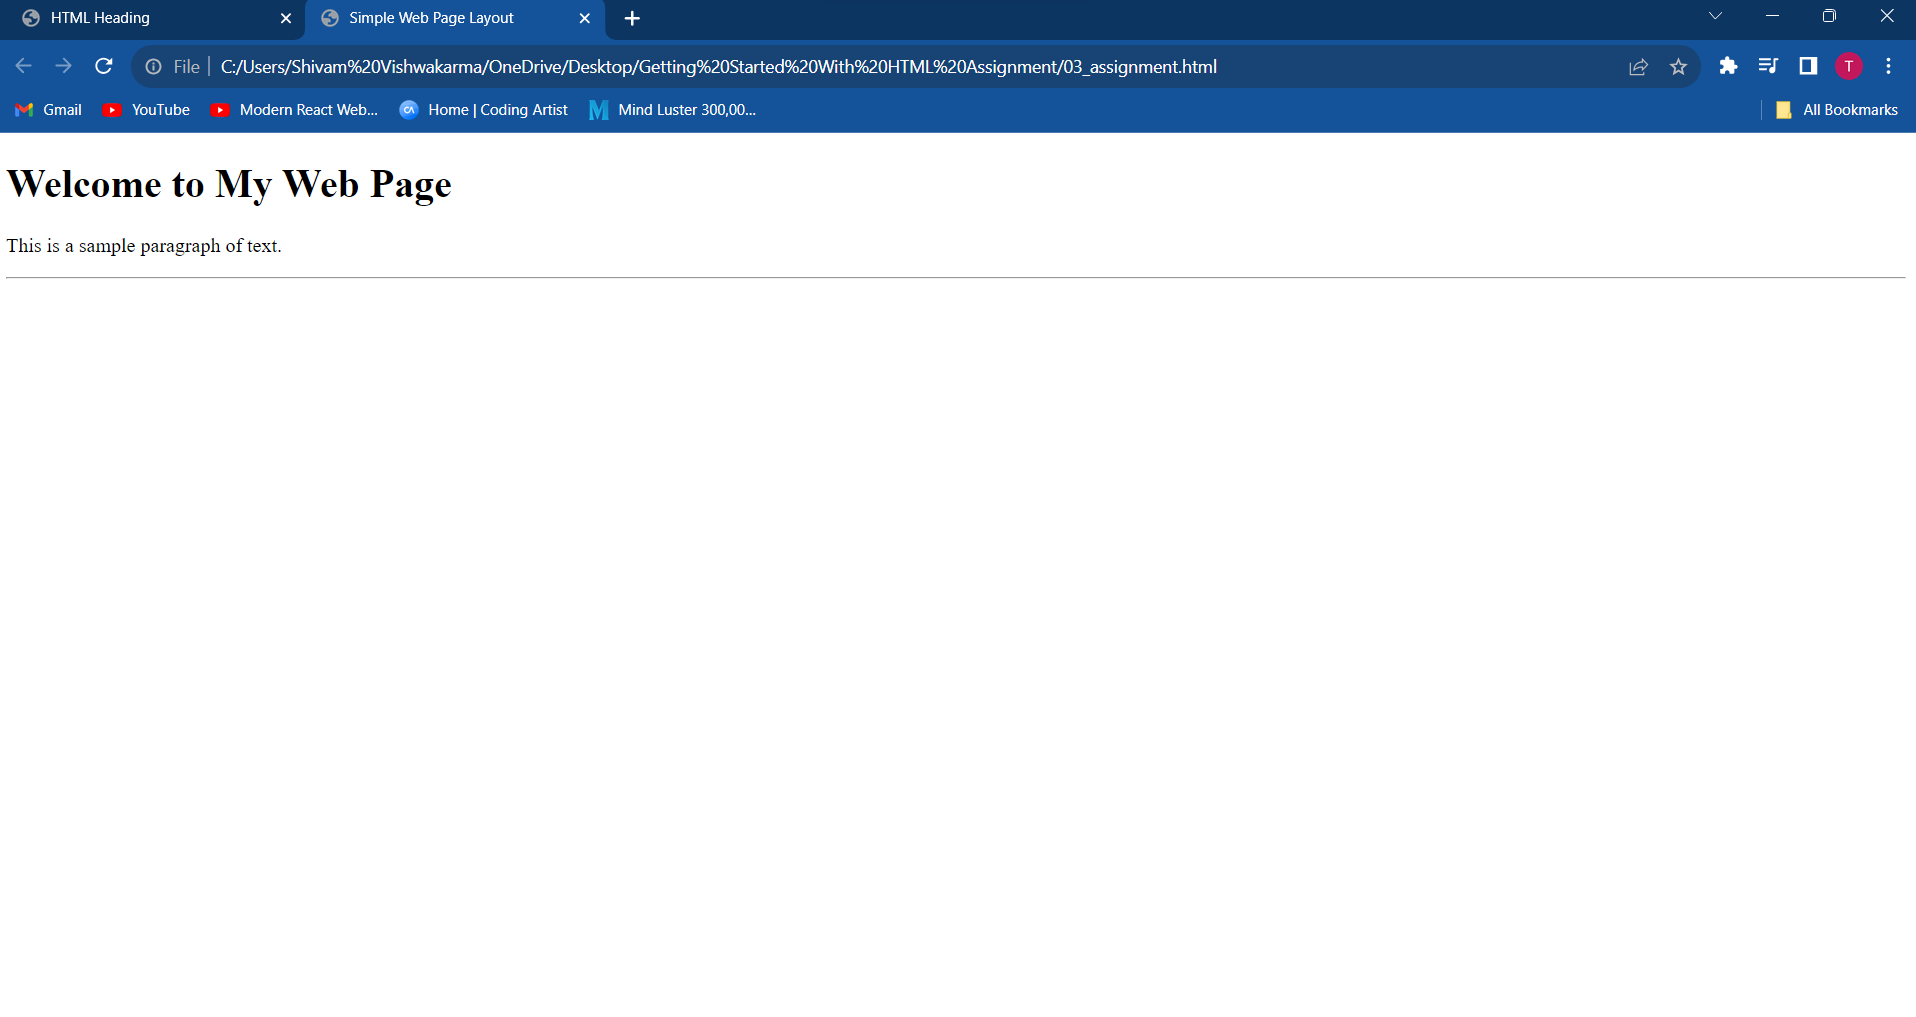 HTML Heading
Simple Web Page Layout
File
C:/Users/Shivam%20Vishwakarma/OneDrive/Desktop/Getting%20Started%20With%20HTML%20Assignment/03_assignment.html
T
Gmail
YouTube
Modern React Web...
CA
Home | Coding Artist
M
Mind Luster 300,00...
All Bookmarks
Welcome to My Web Page
This is a sample paragraph of text.